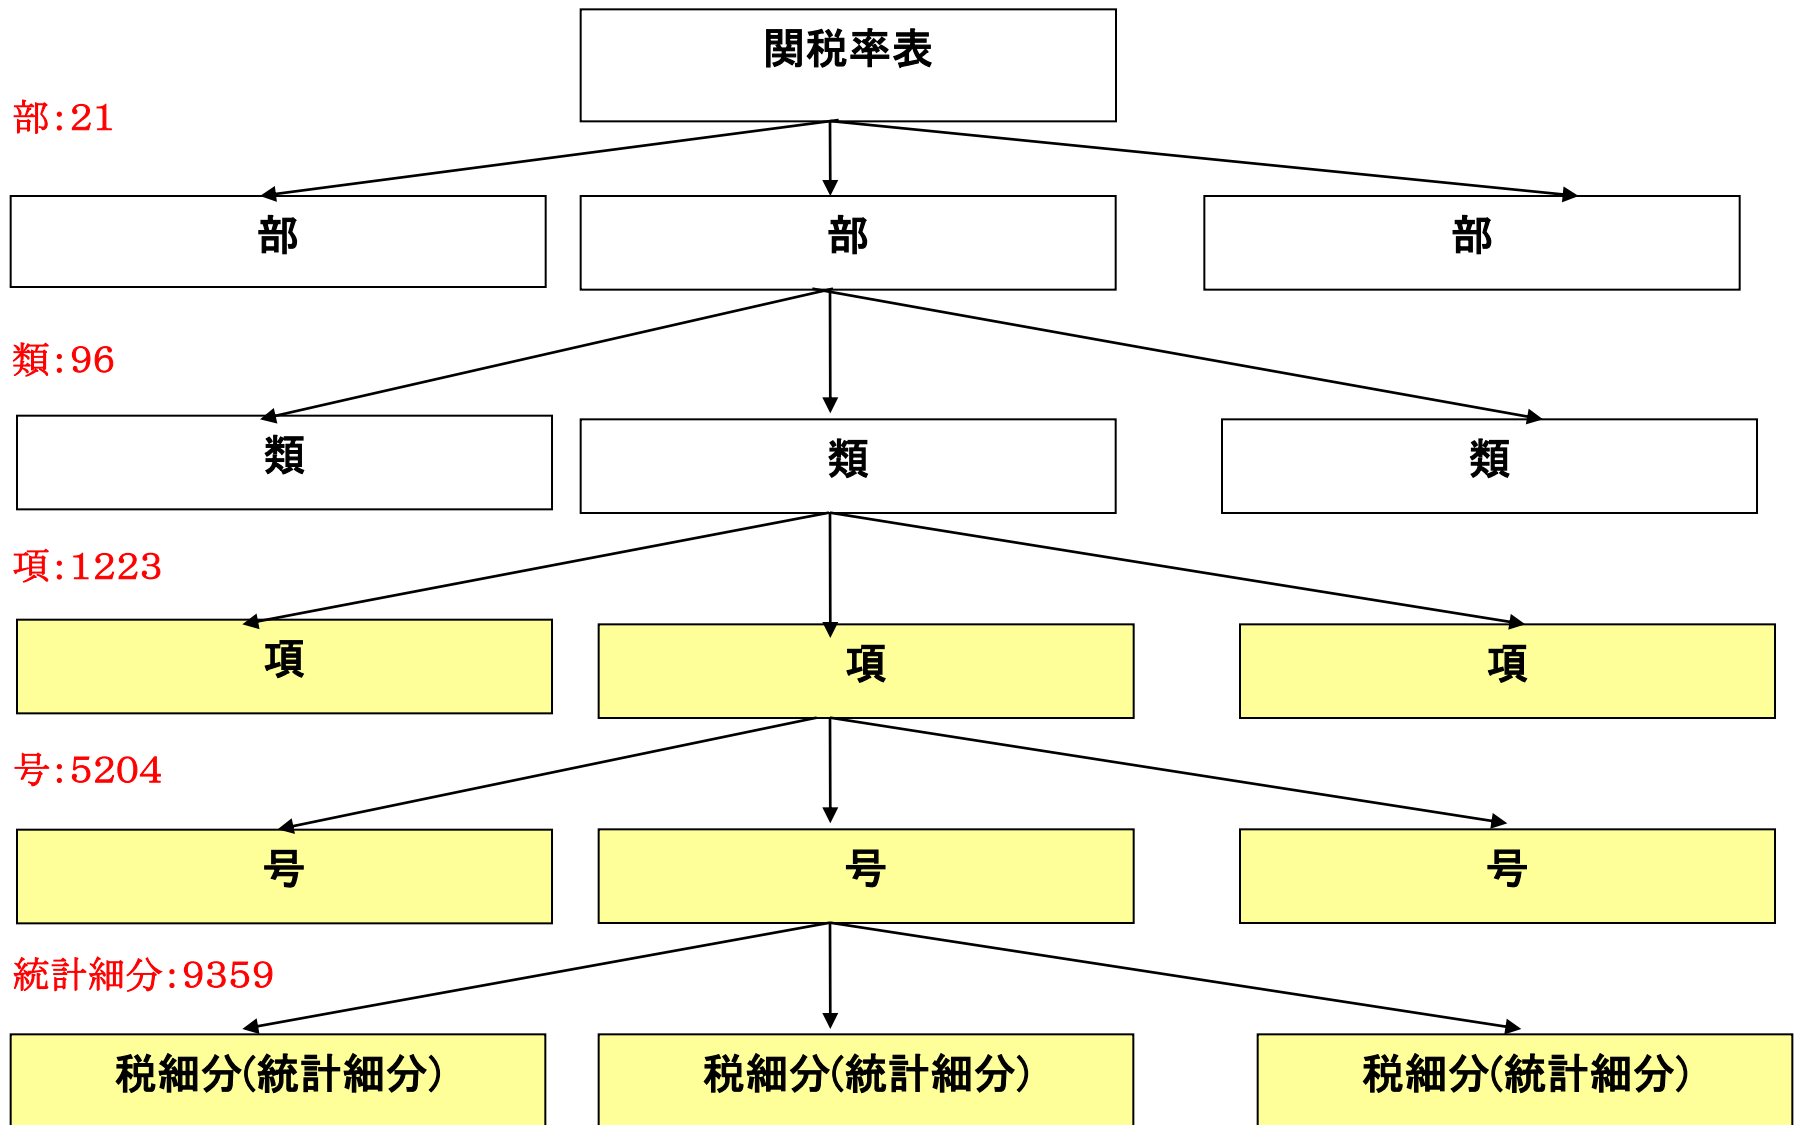 関税率表
部:21
部
部
部
類:96
類
類
類
項:1223
項
項
項
号:5204
号
号
号
統計細分:9359
税細分(統計細分)
税細分(統計細分)
税細分(統計細分)